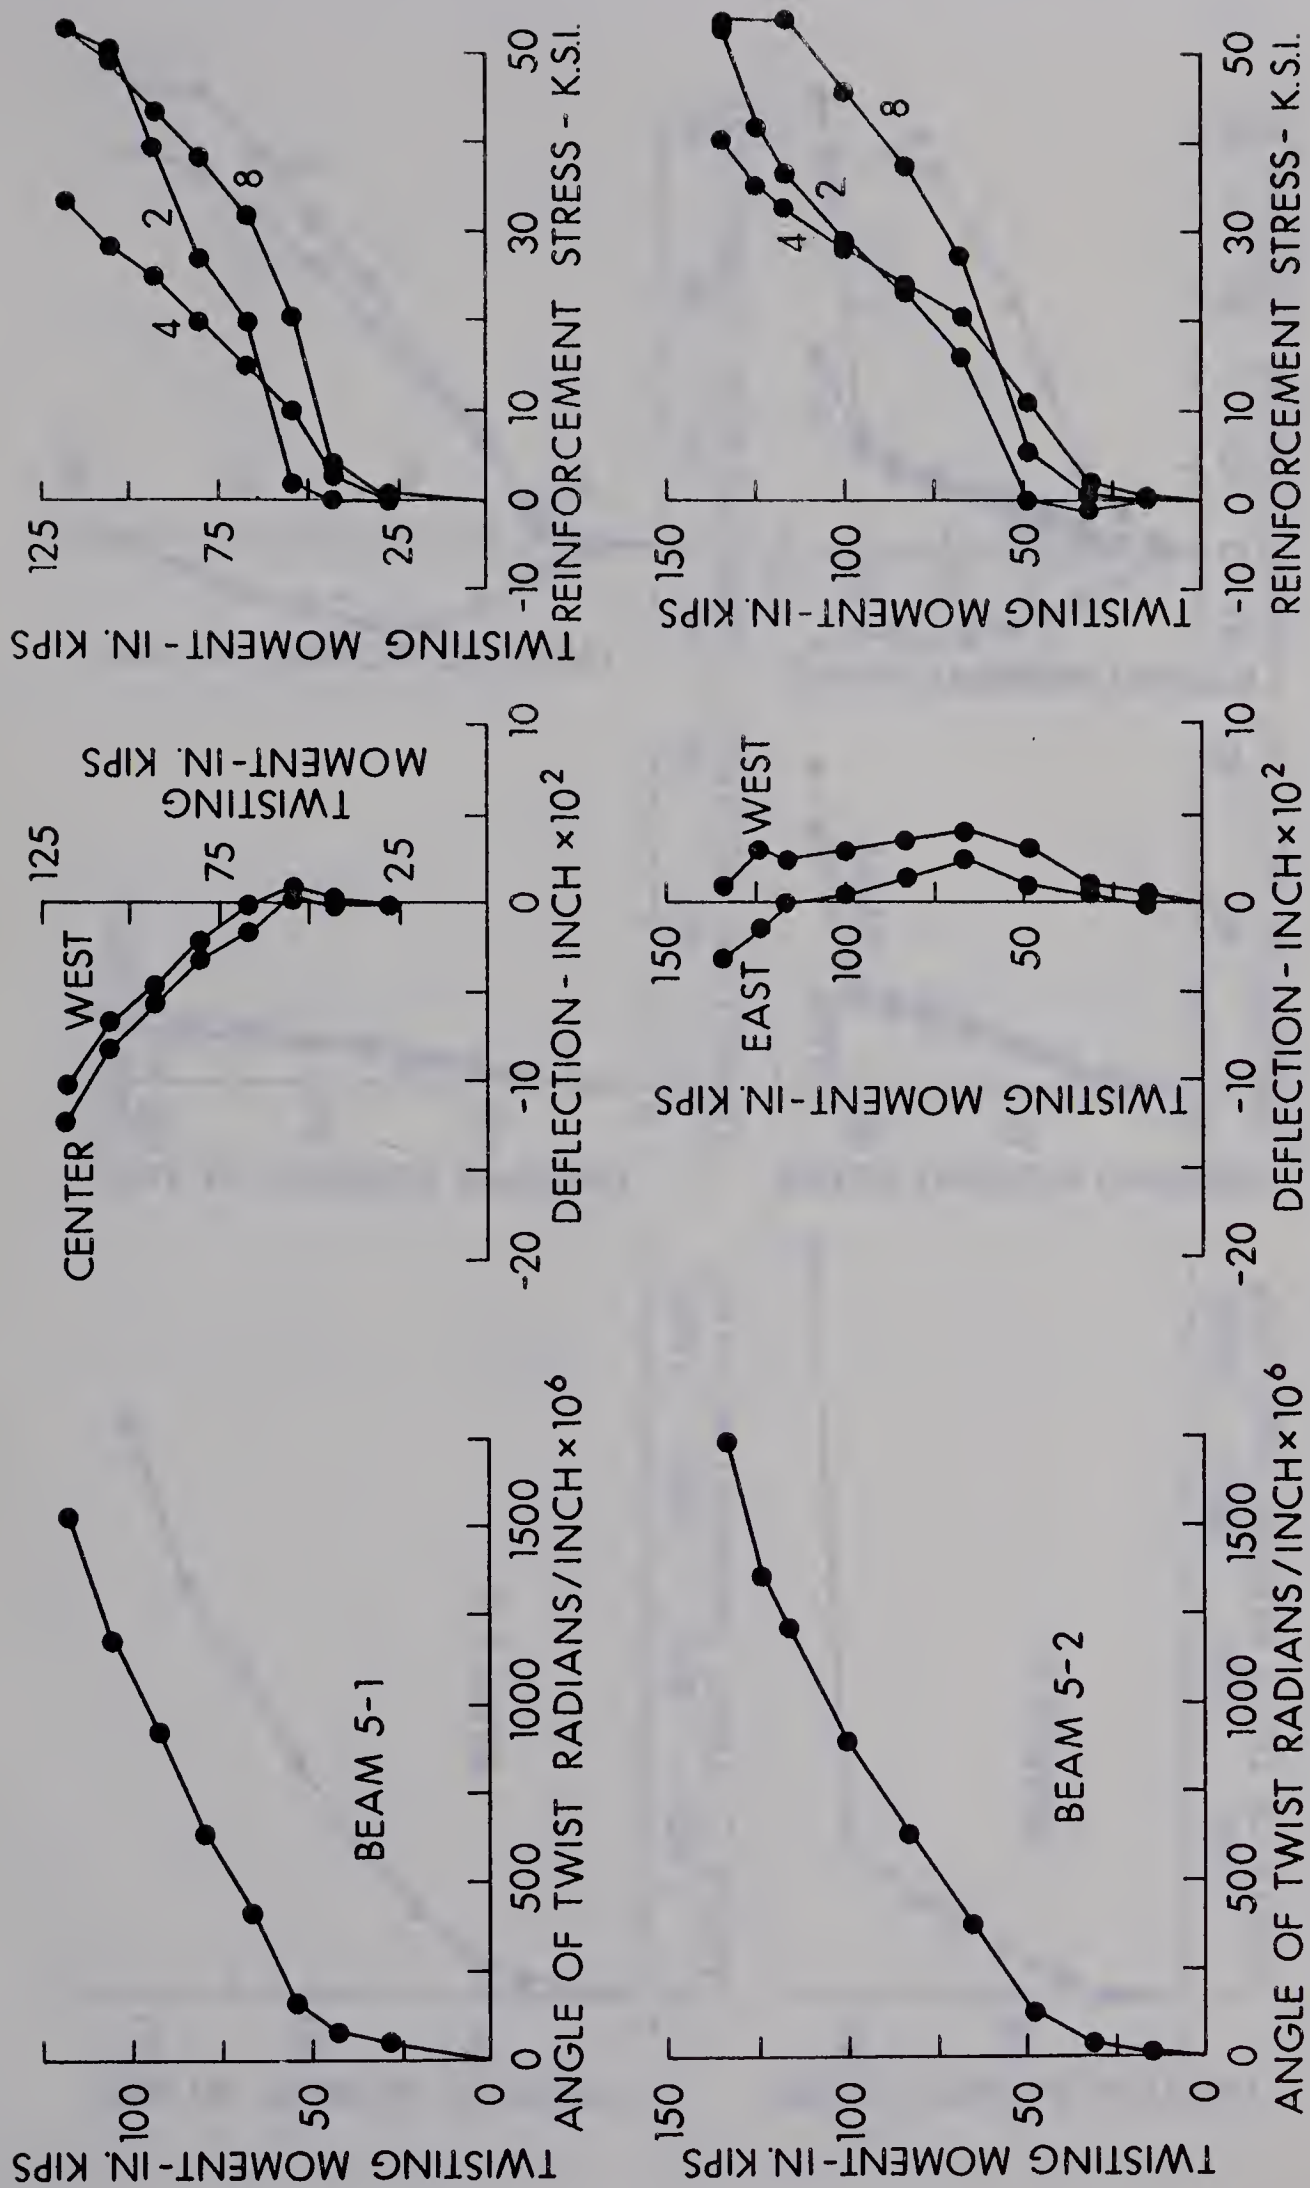 TWISTING MOMENT-IN. KIPS
100
50
0
0 500 1000 1500
ANGLE OF TWIST RADIANS/INCH×10⁶
BEAM 5-1
CENTER
WEST
125
75
25
TWISTING
MOMENT-IN. KIPS
-20 -10 0 10
DEFLECTION-INCH ×10²
TWISTING MOMENT-IN. KIPS
125
75
25
4
2
8
-10 0 10 30 50
REINFORCEMENT STRESS-K.S.I.
TWISTING MOMENT-IN. KIPS
150
100
50
0
0 500 1000 1500
ANGLE OF TWIST RADIANS/INCH×10⁶
BEAM 5-2
TWISTING MOMENT-IN. KIPS
EAST
WEST
150
100
50
-20 -10 0 10
DEFLECTION-INCH ×10²
TWISTING MOMENT-IN. KIPS
150
100
50
4
2
8
-10 0 10 30 50
REINFORCEMENT STRESS-K.S.I.